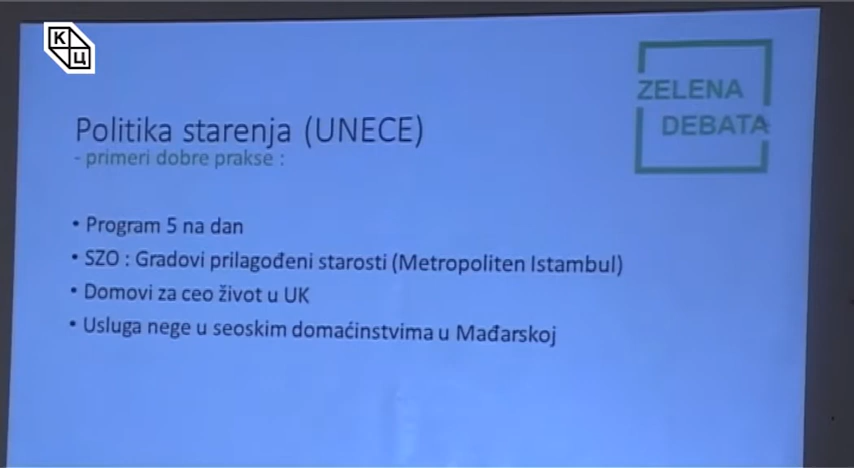 КЦ
ZELENA
DEBATA
Politika starenja (UNECE)
- primeri dobre prakse :
• Program 5 na dan
• SZO : Gradovi prilagođeni starosti (Metropoliten Istambul)
• Domovi za ceo život u UK
• Usluga nege u seoskim domaćinstvima u Mađarskoj